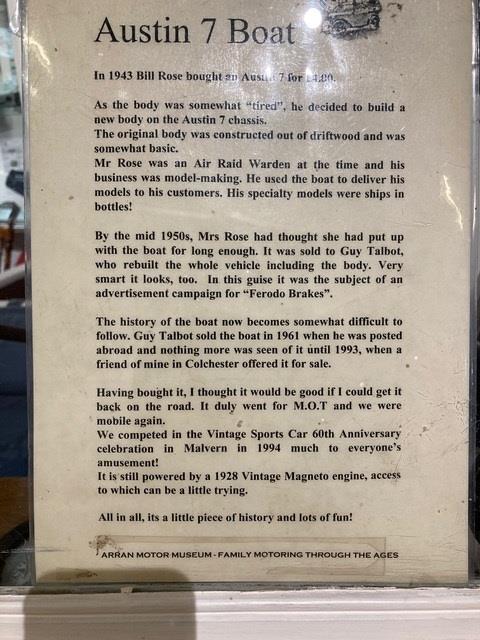 Austin 7 Boat
In 1943 Bill Rose bought an Austin 7 for £4.00.
As the body was somewhat “tired”, he decided to build a
new body on the Austin 7 chassis.
The original body was constructed out of driftwood and was
somewhat basic.
Mr Rose was an Air Raid Warden at the time and his
business was model-making. He used the boat to deliver his
models to his customers. His specialty models were ships in
bottles!
By the mid 1950s, Mrs Rose had thought she had put up
with the boat for long enough. It was sold to Guy Talbot,
who rebuilt the whole vehicle including the body. Very
smart it looks, too. In this guise it was the subject of an
advertisement campaign for “Ferodo Brakes”.
The history of the boat now becomes somewhat difficult to
follow. Guy Talbot sold the boat in 1961 when he was posted
abroad and nothing more was seen of it until 1993, when a
friend of mine in Colchester offered it for sale.
Having bought it, I thought it would be good if I could get it
back on the road. It duly went for M.O.T and we were
mobile again.
We competed in the Vintage Sports Car 60th Anniversary
celebration in Malvern in 1994 much to everyone’s
amusement!
It is still powered by a 1928 Vintage Magneto engine, access
to which can be a little trying.
All in all, its a little piece of history and lots of fun!
ARRAN MOTOR MUSEUM - FAMILY MOTORING THROUGH THE AGES